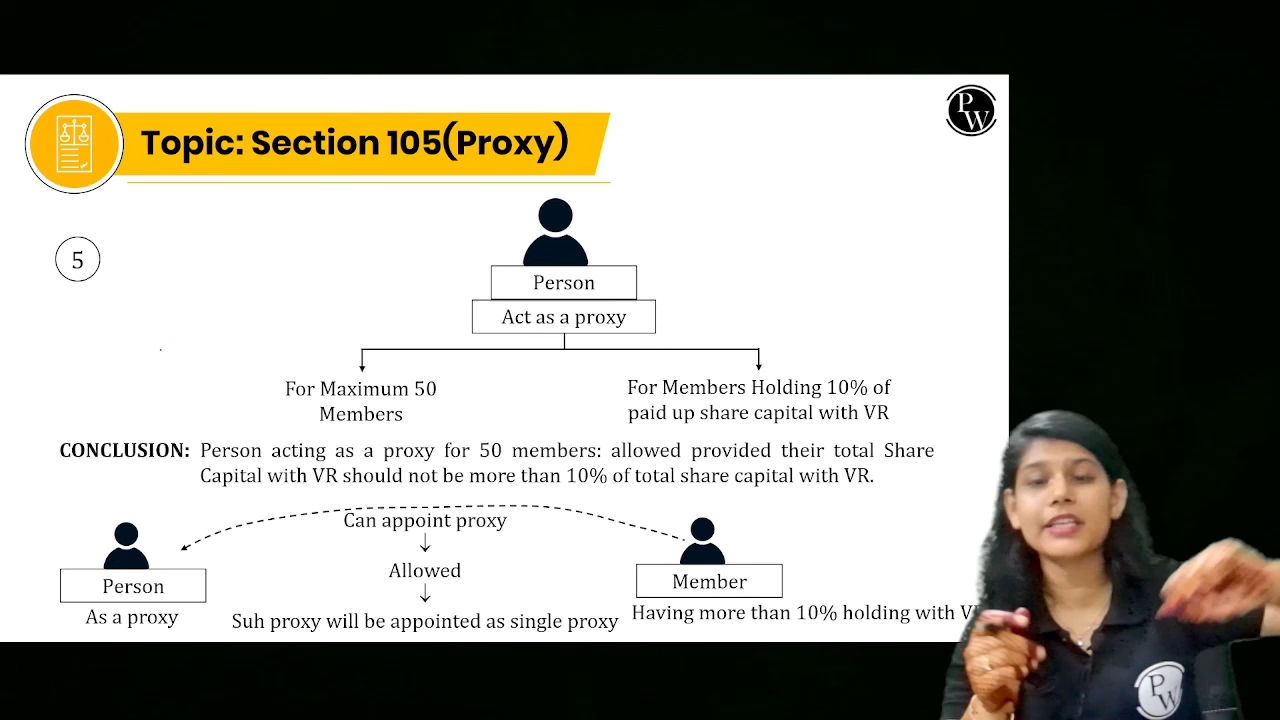 Topic: Section 105(Proxy)
PW
5
Person
Act as a proxy
For Maximum 50
Members
For Members Holding 10% of
paid up share capital with VR
CONCLUSION: Person acting as a proxy for 50 members: allowed provided their total Share
Capital with VR should not be more than 10% of total share capital with VR.
Can appoint proxy
Allowed
Suh proxy will be appointed as single proxy
Person
As a proxy
Member
Having more than 10% holding with
PW